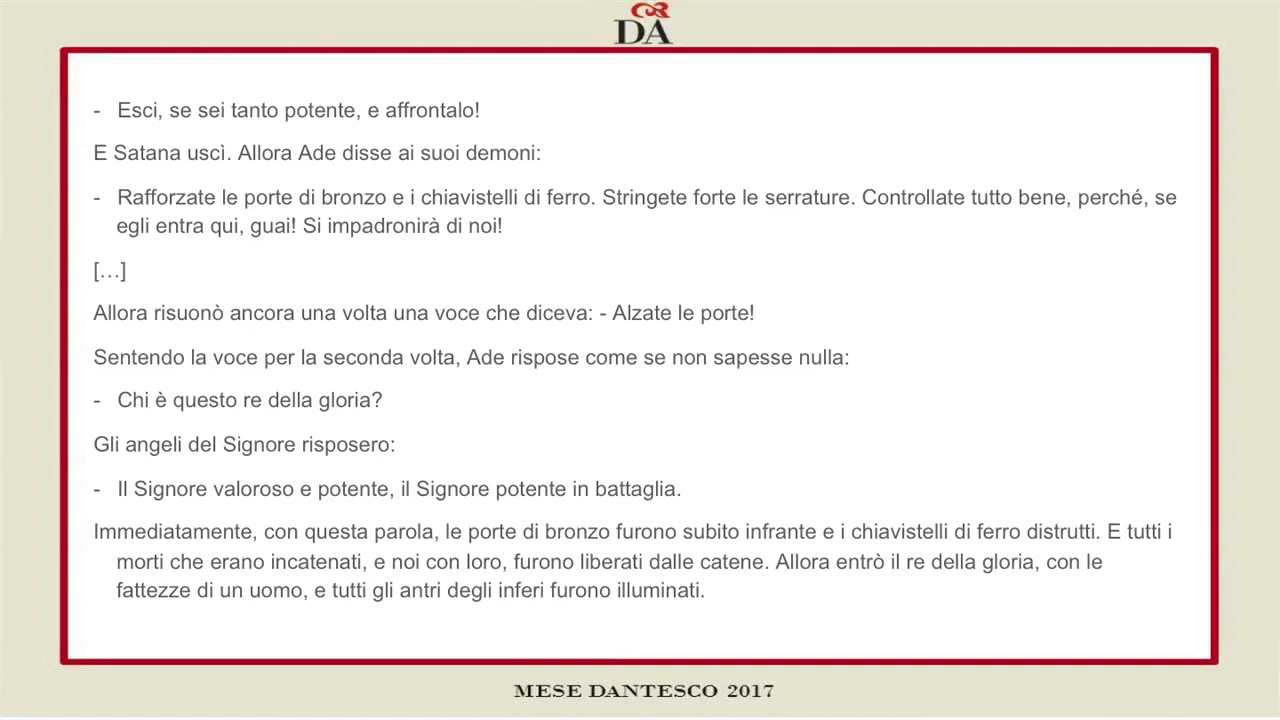 DA
- Esci, se sei tanto potente, e affrontalo!
E Satana uscì. Allora Ade disse ai suoi demoni:
- Rafforzate le porte di bronzo e i chiavistelli di ferro. Stringete forte le serrature. Controllate tutto bene, perché, se
egli entra qui, guai! Si impadronirà di noi!
[…]
Allora risuonò ancora una volta una voce che diceva: - Alzate le porte!
Sentendo la voce per la seconda volta, Ade rispose come se non sapesse nulla:
- Chi è questo re della gloria?
Gli angeli del Signore risposero:
- Il Signore valoroso e potente, il Signore potente in battaglia.
Immediatamente, con questa parola, le porte di bronzo furono subito infrante e i chiavistelli di ferro distrutti. E tutti i
morti che erano incatenati, e noi con loro, furono liberati dalle catene. Allora entrò il re della gloria, con le
fattezze di un uomo, e tutti gli antri degli inferi furono illuminati.
MESE DANTESCO 2017